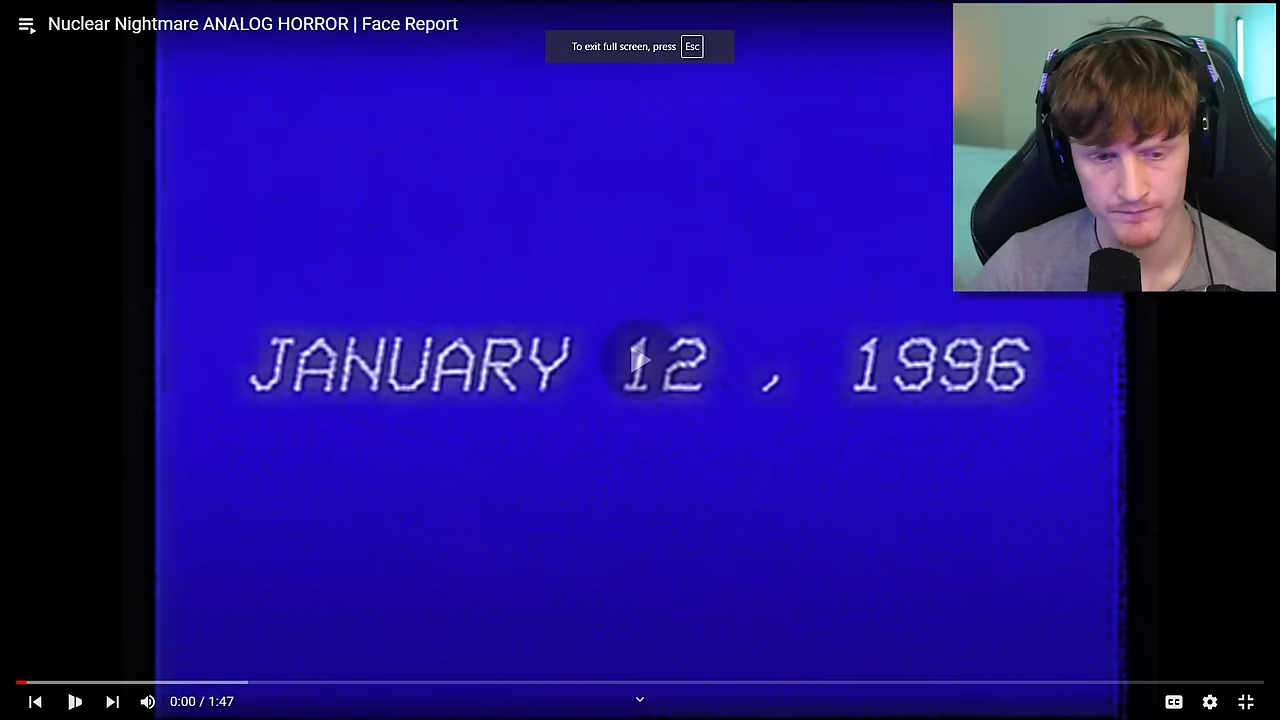 Nuclear Nightmare ANALOG HORROR | Face Report
To exit full screen, press Esc
JANUARY 12, 1996
0:00 / 1:47
CC